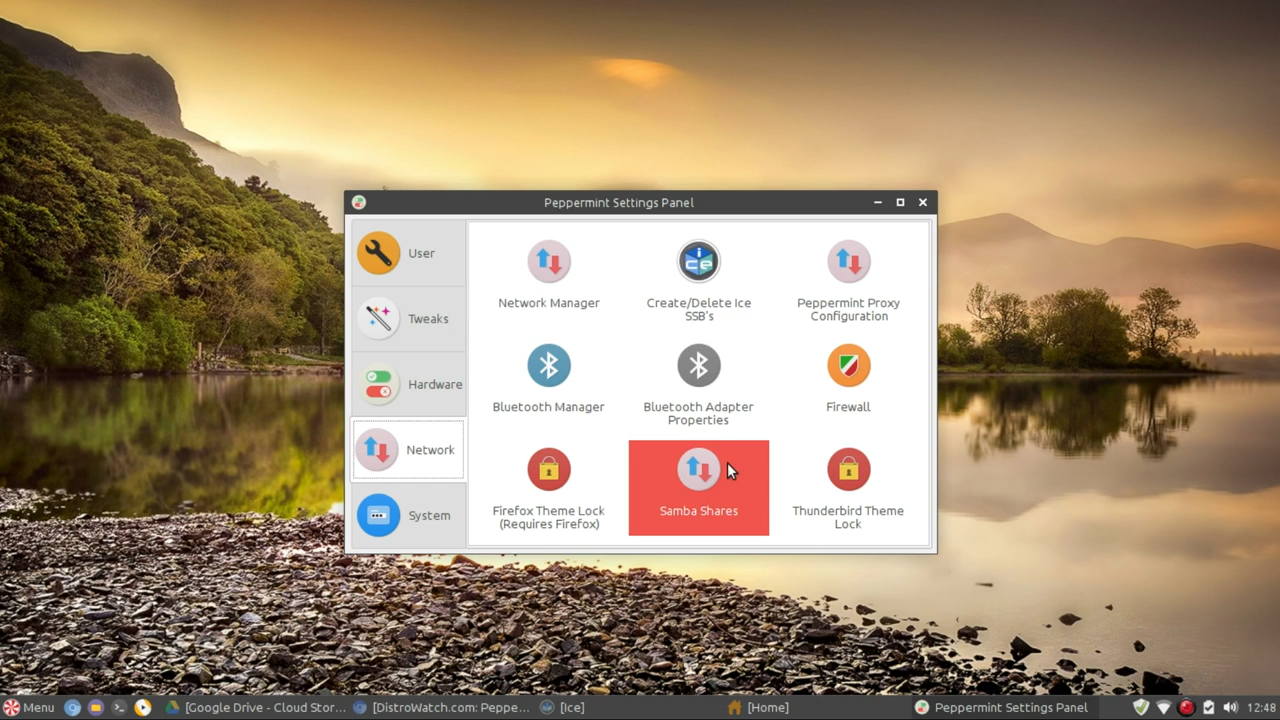 Peppermint Settings Panel
User
Tweaks
Hardware
Network
System
Network Manager
ice
Create/Delete Ice
SSB's
Peppermint Proxy
Configuration
Bluetooth Manager
Bluetooth Adapter
Properties
Firewall
Firefox Theme Lock
(Requires Firefox)
Samba Shares
Thunderbird Theme
Lock
Menu
[Google Drive - Cloud Stor...
[DistroWatch.com: Peppe...
[Ice]
[Home]
Peppermint Settings Panel
12:48